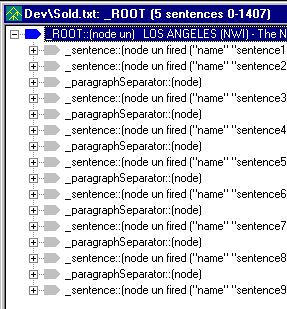 Dev\Sold.txt: _ROOT (5 sentences 0-1407)
_ROOT::(node un) LOS ANGELES (NWI) - The N
_sentence::(node un fired ("name" "sentence1
_sentence::(node un fired ("name" "sentence2
_paragraphSeparator::(node)
_sentence::(node un fired ("name" "sentence3
_sentence::(node un fired ("name" "sentence4
_paragraphSeparator::(node)
_sentence::(node un fired ("name" "sentence5
_paragraphSeparator::(node)
_sentence::(node un fired ("name" "sentence6
_sentence::(node un fired ("name" "sentence7
_paragraphSeparator::(node)
_sentence::(node un fired ("name" "sentence8
_paragraphSeparator::(node)
_sentence::(node un fired ("name" "sentence9